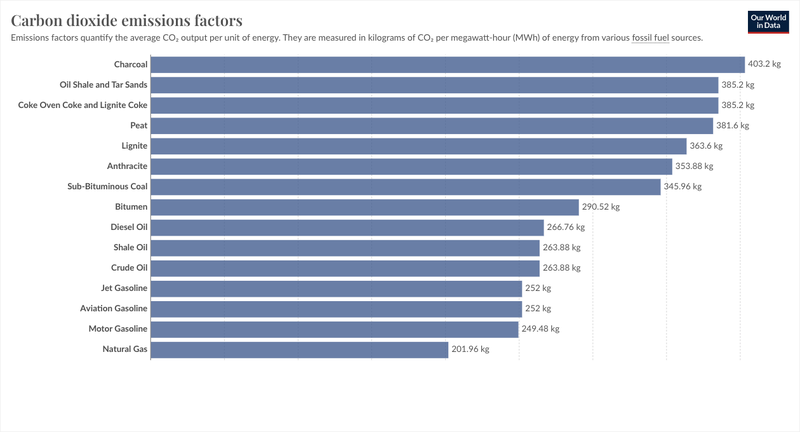 Carbon dioxide emissions factors
Our World
in Data
Emissions factors quantify the average CO₂ output per unit of energy. They are measured in kilograms of CO₂ per megawatt-hour (MWh) of energy from various fossil fuel sources.
Charcoal 403.2 kg
Oil Shale and Tar Sands 385.2 kg
Coke Oven Coke and Lignite Coke 385.2 kg
Peat 381.6 kg
Lignite 363.6 kg
Anthracite 353.88 kg
Sub-Bituminous Coal 345.96 kg
Bitumen 290.52 kg
Diesel Oil 266.76 kg
Shale Oil 263.88 kg
Crude Oil 263.88 kg
Jet Gasoline 252 kg
Aviation Gasoline 252 kg
Motor Gasoline 249.48 kg
Natural Gas 201.96 kg